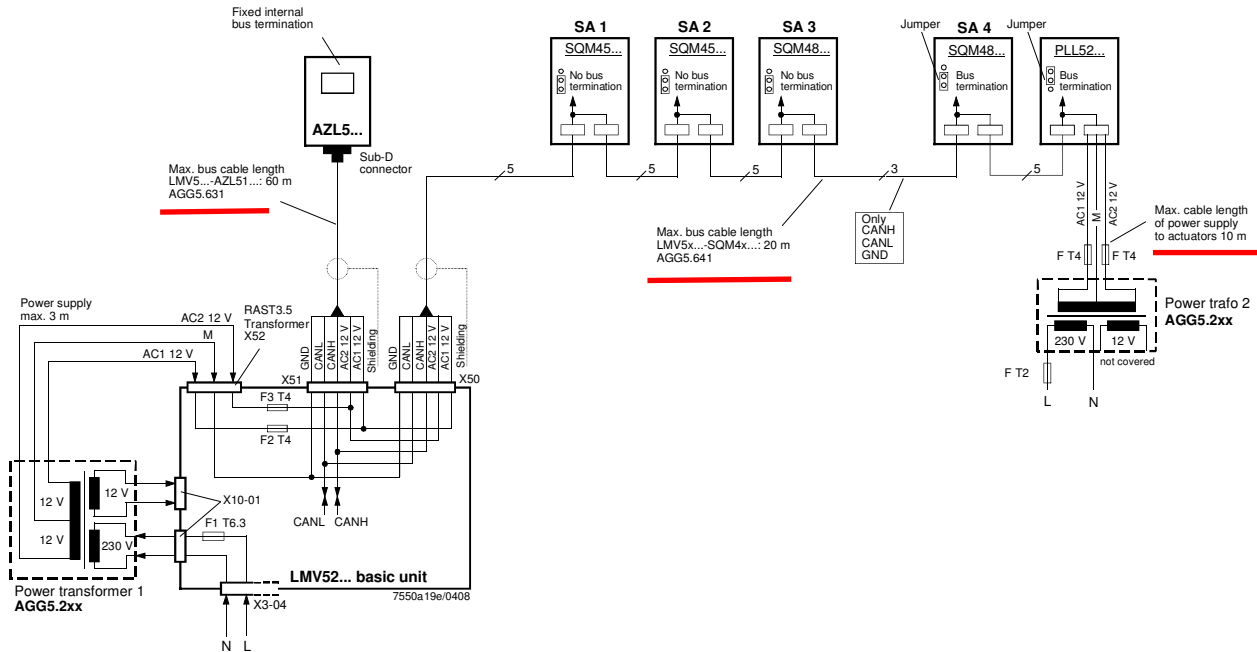 Fixed internal
bus termination
AZL5...
Sub-D
connector
Max. bus cable length
LMV5...-AZL51...: 60 m
AGG5.631
SA 1
SQM45...
No bus
termination
SA 2
SQM45...
No bus
termination
SA 3
SQM48...
No bus
termination
Jumper
SA 4
SQM48...
Bus
termination
Jumper
PLL52...
Bus
termination
5
5
5
3
5
Max. bus cable length
LMV5x...-SQM4x...: 20 m
AGG5.641
Only
CANH
CANL
GND
AC1 12 V
M
AC2 12 V
Max. cable length
of power supply
to actuators 10 m
F T4
F T4
Power trafo 2
AGG5.2xx
230 V
12 V
not covered
F T2
L
N
Power supply
max. 3 m
AC2 12 V
M
AC1 12 V
RAST3.5
Transformer
X52
GND
CANL
CANH
AC2 12 V
AC1 12 V
Shielding
GND
CANL
CANH
AC2 12 V
AC1 12 V
Shielding
X51
X50
F3 T4
F2 T4
12 V
12 V
12 V
230 V
X10-01
F1 T6.3
CANL
CANH
Power transformer 1
AGG5.2xx
LMV52... basic unit
7550a19e/0408
X3-04
N
L